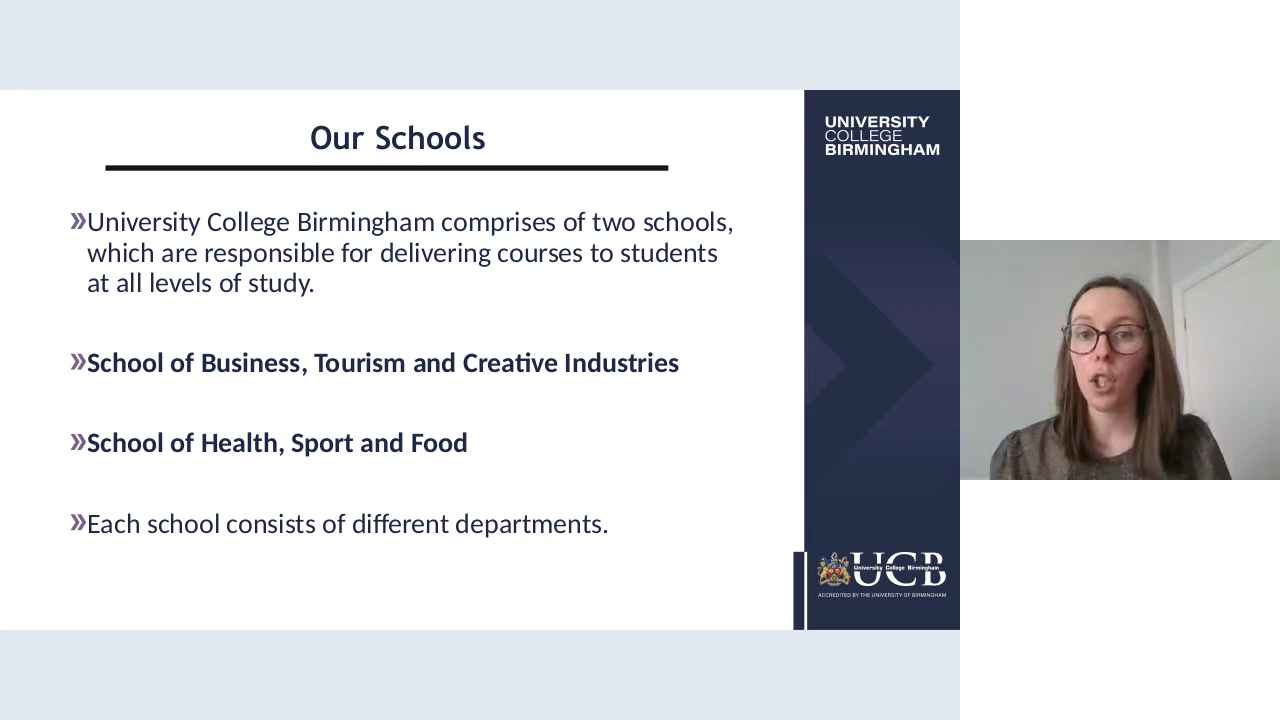 Our Schools
»University College Birmingham comprises of two schools,
which are responsible for delivering courses to students
at all levels of study.
»School of Business, Tourism and Creative Industries
»School of Health, Sport and Food
»Each school consists of different departments.
UNIVERSITY
COLLEGE
BIRMINGHAM
UCB
University College Birmingham
ACCREDITED BY THE UNIVERSITY OF BIRMINGHAM